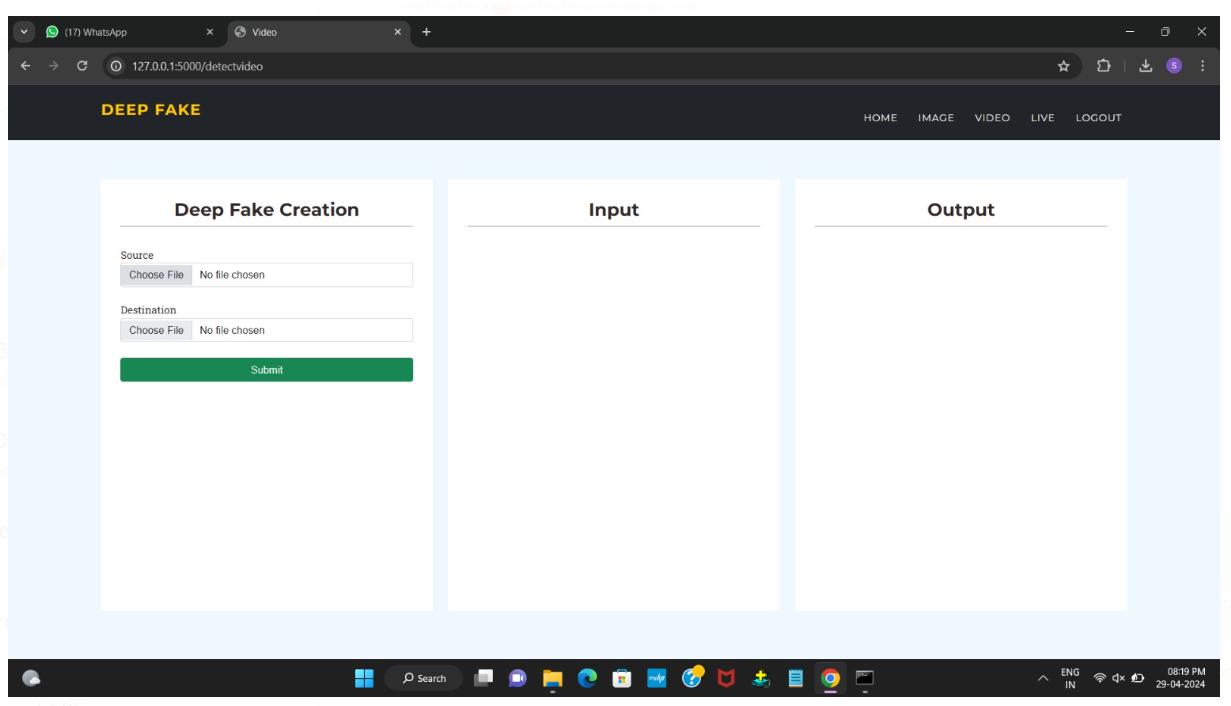 (17) WhatsApp
Video
127.0.0.1:5000/detectvideo
S
DEEP FAKE
HOME IMAGE VIDEO LIVE LOGOUT
Deep Fake Creation
Source
Choose File No file chosen
Destination
Choose File No file chosen
Submit
Input
Output
Search
ENG
IN
08:19 PM
29-04-2024